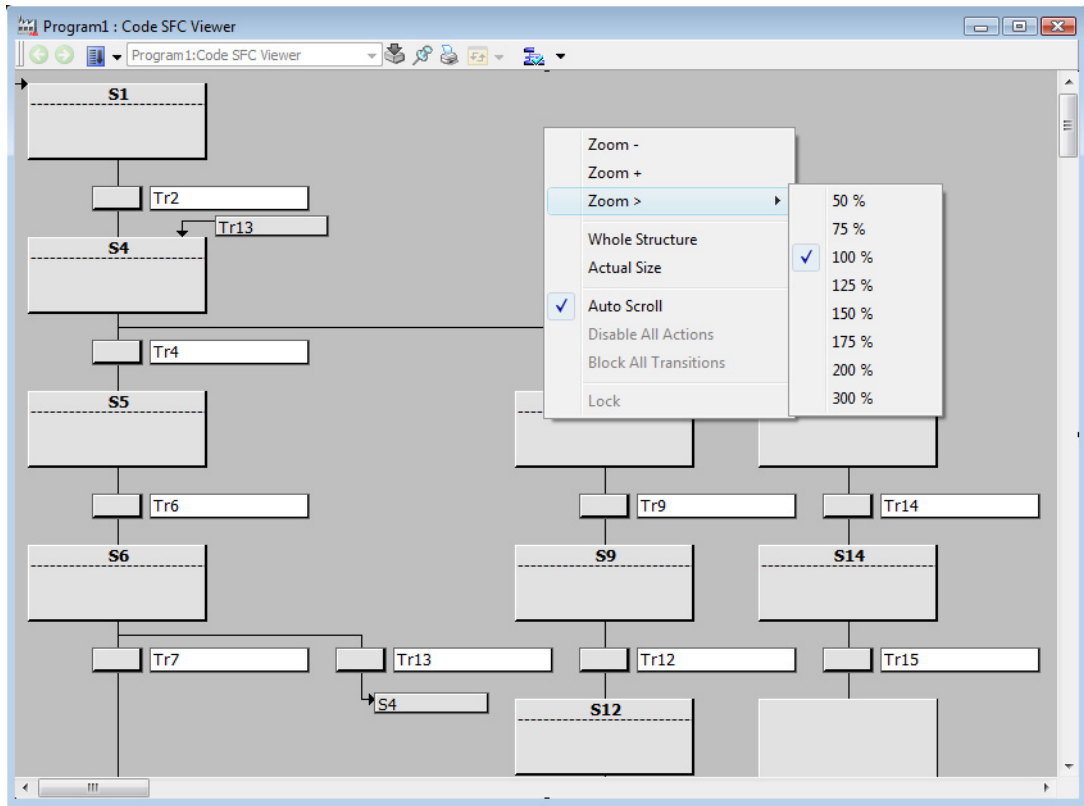 Program1 : Code SFC Viewer
Program1:Code SFC Viewer
S1
Tr2
Tr13
S4
Tr4
S5
Tr6
Tr9
Tr14
S6
S9
S14
Tr7
Tr13
Tr12
Tr15
S4
S12
Zoom -
Zoom +
Zoom >
Whole Structure
Actual Size
Auto Scroll
Disable All Actions
Block All Transitions
Lock
50 %
75 %
100 %
125 %
150 %
175 %
200 %
300 %